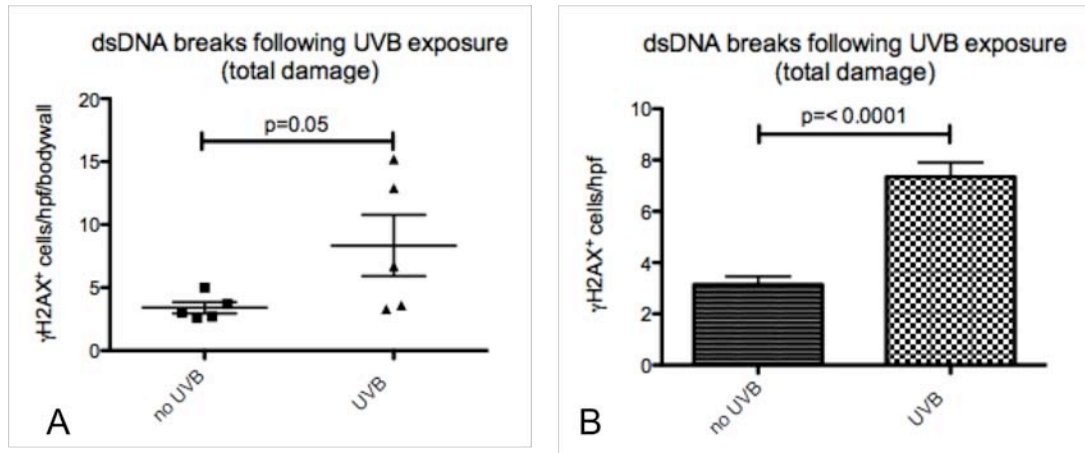 dsDNA breaks following UVB exposure
(total damage)
20
15
10
5
0
p=0.05
γH2AX⁺ cells/hpf/bodywall
no UVB
UVB
A
dsDNA breaks following UVB exposure
(total damage)
10
8
6
4
2
0
p=<0.0001
γH2AX⁺ cells/hpf
no UVB
UVB
B